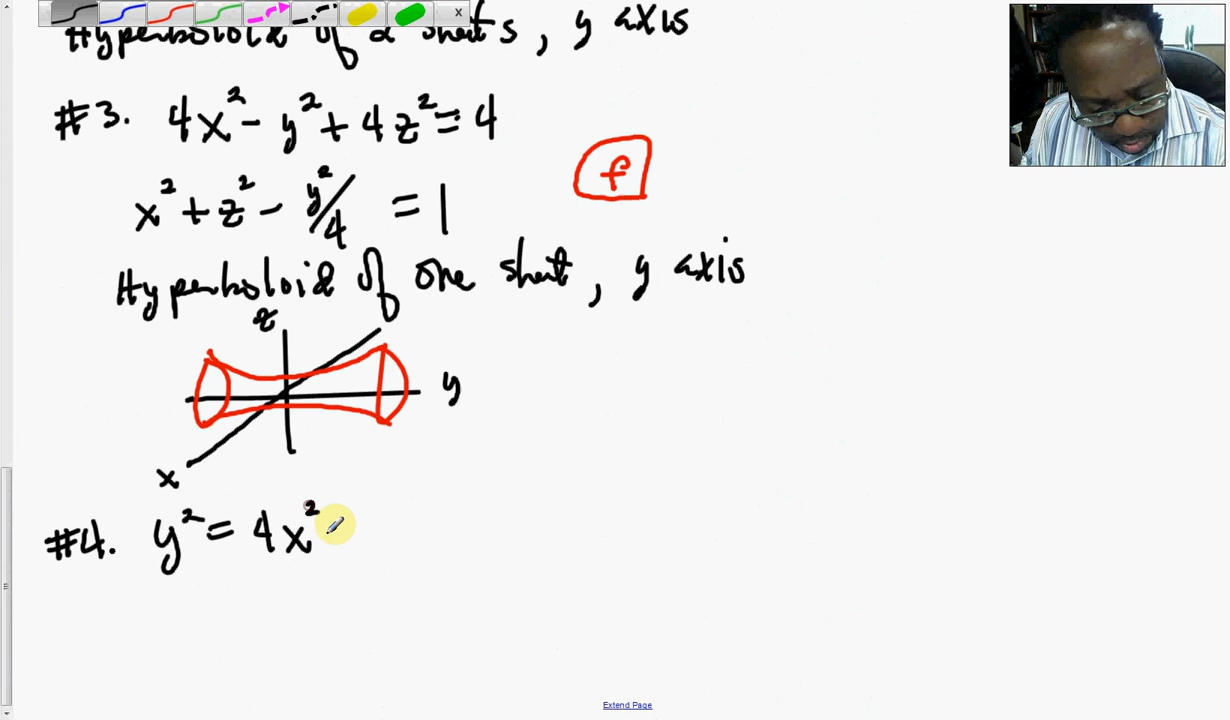 Hyperboloid of 2 sheets, y axis
#3. 4x² - y² + 4z² = 4
f
x² + z² - y²/4 = 1
Hyperboloid of one sheet, y axis
z
y
x
#4. y² = 4x²
Extend Page